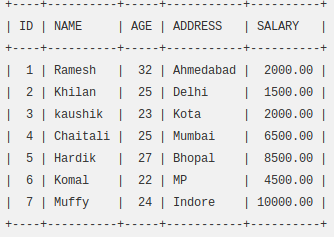 +----+----------+-----+-----------+----------+
| ID | NAME     | AGE | ADDRESS   | SALARY   |
+----+----------+-----+-----------+----------+
|  1 | Ramesh   |  32 | Ahmedabad |  2000.00 |
|  2 | Khilan   |  25 | Delhi     |  1500.00 |
|  3 | kaushik  |  23 | Kota      |  2000.00 |
|  4 | Chaitali |  25 | Mumbai    |  6500.00 |
|  5 | Hardik   |  27 | Bhopal    |  8500.00 |
|  6 | Komal    |  22 | MP        |  4500.00 |
|  7 | Muffy    |  24 | Indore    | 10000.00 |
+----+----------+-----+-----------+----------+